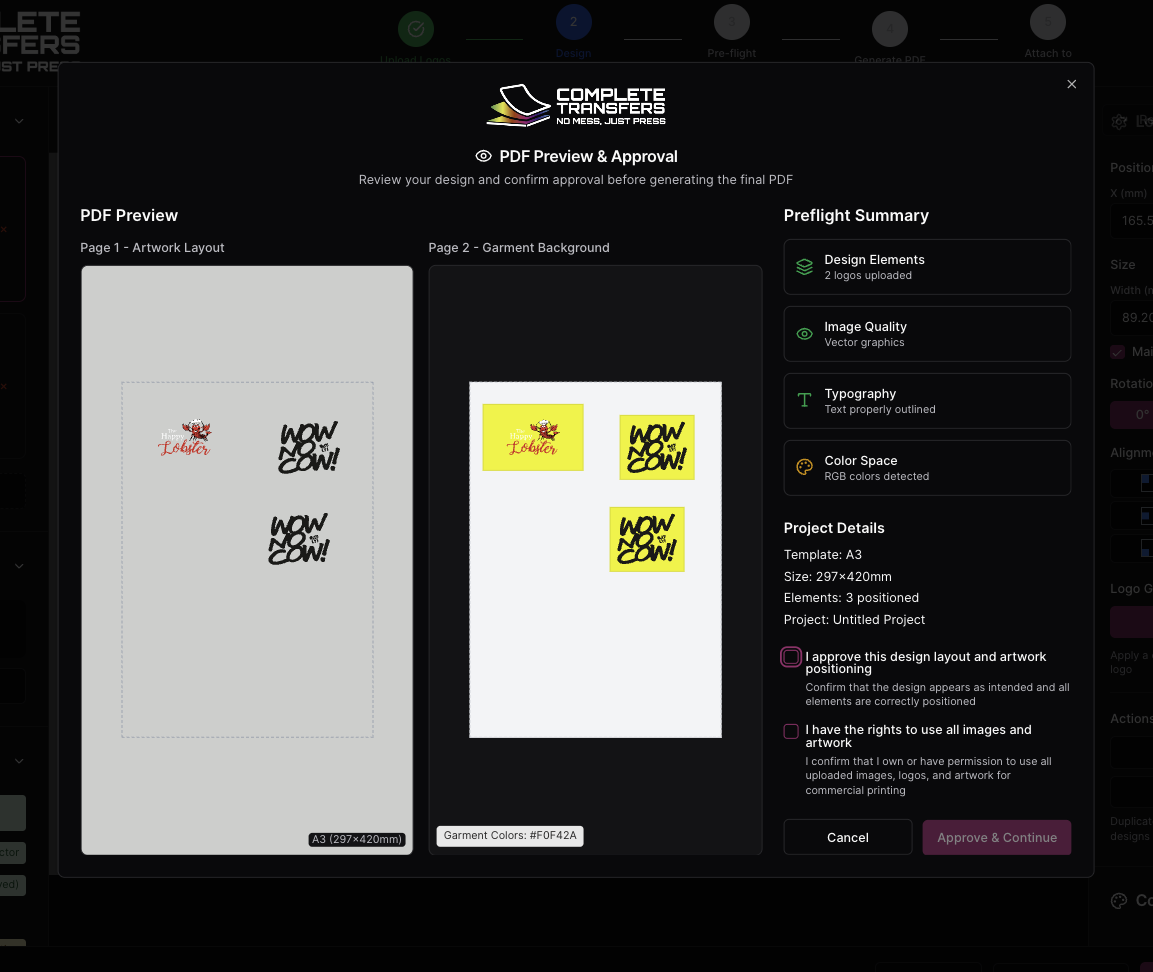 PLETE
SFERS
JUST PRESS
2
3
4
5
Upload Logos
Design
Pre-flight
Generate PDF
Attach to
COMPLETE
TRANSFERS
NO MESS, JUST PRESS
PDF Preview & Approval
Review your design and confirm approval before generating the final PDF
PDF Preview
Page 1 - Artwork Layout
The
Happy
Lobster
WOW
NO
COW!
WOW
NO
COW!
A3 (297×420mm)
Page 2 - Garment Background
The
Happy
Lobster
WOW
NO
COW!
WOW
NO
COW!
Garment Colors: #F0F42A
Preflight Summary
Design Elements
2 logos uploaded
Image Quality
Vector graphics
Typography
Text properly outlined
Color Space
RGB colors detected
Project Details
Template: A3
Size: 297×420mm
Elements: 3 positioned
Project: Untitled Project
I approve this design layout and artwork
positioning
Confirm that the design appears as intended and all
elements are correctly positioned
I have the rights to use all images and
artwork
I confirm that I own or have permission to use all
uploaded images, logos, and artwork for
commercial printing
Cancel
Approve & Continue
Position
X (mm)
165.5
Size
Width (m
89.20
Mai
Rotatio
0°
Alignme
Logo G
Apply a
logo
Actions
Duplicat
designs
Co
ctor
ved)